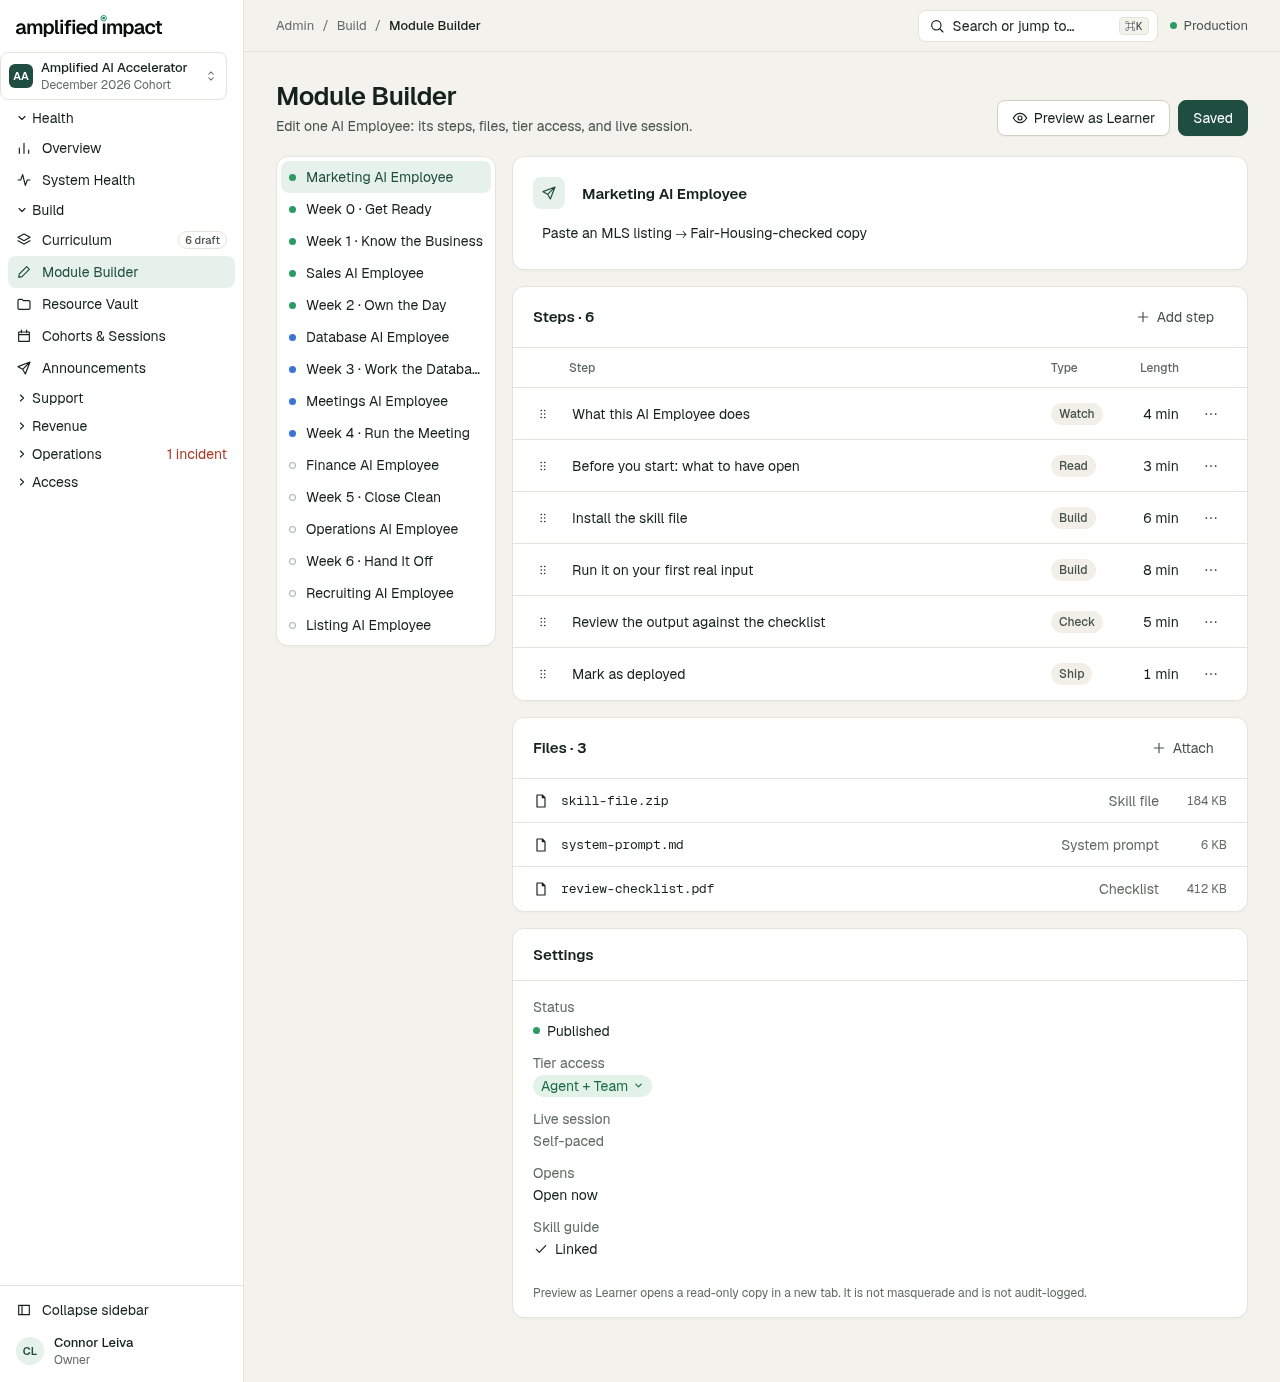 amplified impact
AA
Amplified AI Accelerator
December 2026 Cohort
Health
Overview
System Health
Build
Curriculum
6 draft
Module Builder
Resource Vault
Cohorts & Sessions
Announcements
Support
Revenue
Operations
1 incident
Access
Collapse sidebar
CL
Connor Leiva
Owner
Admin / Build / Module Builder
Search or jump to...
⌘K
Production
Module Builder
Edit one AI Employee: its steps, files, tier access, and live session.
Preview as Learner
Saved
Marketing AI Employee
Week 0 · Get Ready
Week 1 · Know the Business
Sales AI Employee
Week 2 · Own the Day
Database AI Employee
Week 3 · Work the Databa...
Meetings AI Employee
Week 4 · Run the Meeting
Finance AI Employee
Week 5 · Close Clean
Operations AI Employee
Week 6 · Hand It Off
Recruiting AI Employee
Listing AI Employee
Marketing AI Employee
Paste an MLS listing → Fair-Housing-checked copy
Steps · 6
Add step
Step Type Length
What this AI Employee does Watch 4 min
Before you start: what to have open Read 3 min
Install the skill file Build 6 min
Run it on your first real input Build 8 min
Review the output against the checklist Check 5 min
Mark as deployed Ship 1 min
Files · 3
Attach
skill-file.zip Skill file 184 KB
system-prompt.md System prompt 6 KB
review-checklist.pdf Checklist 412 KB
Settings
Status
Published
Tier access
Agent + Team
Live session
Self-paced
Opens
Open now
Skill guide
Linked
Preview as Learner opens a read-only copy in a new tab. It is not masquerade and is not audit-logged.